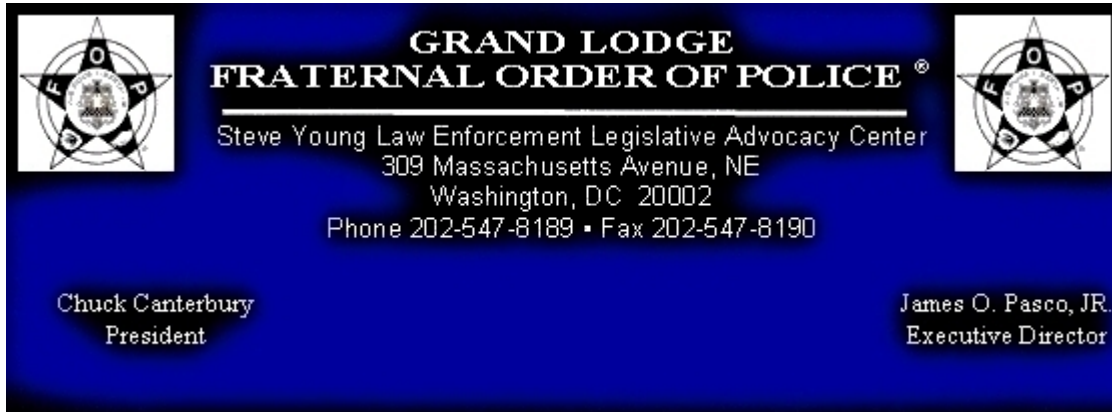 GRAND LODGE
FRATERNAL ORDER OF POLICE ®
Steve Young Law Enforcement Legislative Advocacy Center
309 Massachusetts Avenue, NE
Washington, DC 20002
Phone 202-547-8189 ▪ Fax 202-547-8190
Chuck Canterbury
President
James O. Pasco, JR.
Executive Director
F O P
F O P